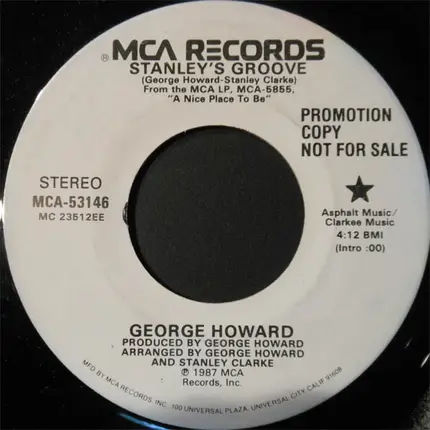 ® MCA RECORDS
STANLEY'S GROOVE
(George Howard-Stanley Clarke)
From the MCA LP, MCA-5855,
"A Nice Place To Be"
PROMOTION
COPY
NOT FOR SALE
STEREO
MCA-53146
MC 23512EE
★
Asphalt Music/
Clarkee Music
4:12 BMI
(Intro :00)
GEORGE HOWARD
PRODUCED BY GEORGE HOWARD
ARRANGED BY GEORGE HOWARD
AND STANLEY CLARKE
℗ 1987 MCA
Records, Inc.
MFD. BY MCA RECORDS, INC., 100 UNIVERSAL PLAZA, UNIVERSAL CITY, CALIF. 91608